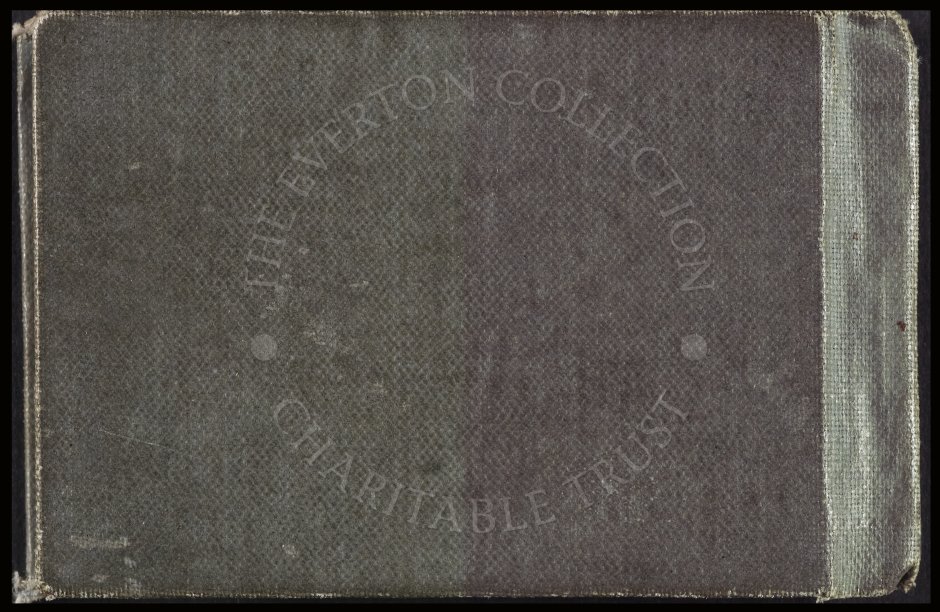 THE EVERTON COLLECTION
CHARITABLE TRUST